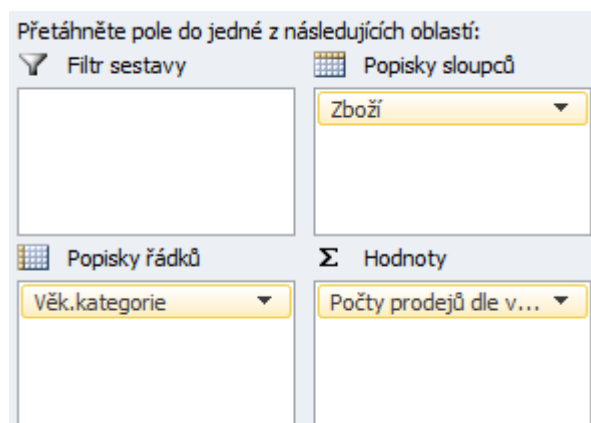 Přetáhněte pole do jedné z následujících oblastí:
Filtr sestavy
Popisky sloupců
Zboží
Popisky řádků
Σ Hodnoty
Věk.kategorie
Počty prodejů dle v...